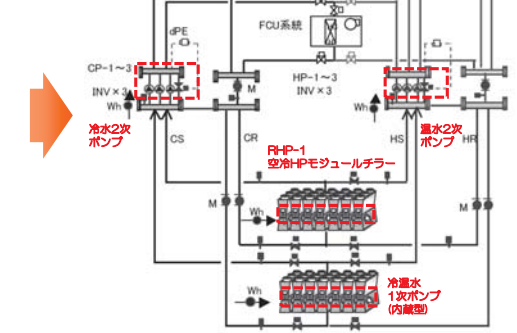 FCU系統
dPE
CP-1~3
INV×3
M
HP-1~3
INV×3
Wh
Wh
冷水2次
ポンプ
温水2次
ポンプ
CS
CR
HS
HR
RHP-1
空冷HPモジュールチラー
M
Wh
M
Wh
冷温水
1次ポンプ
(内蔵型)